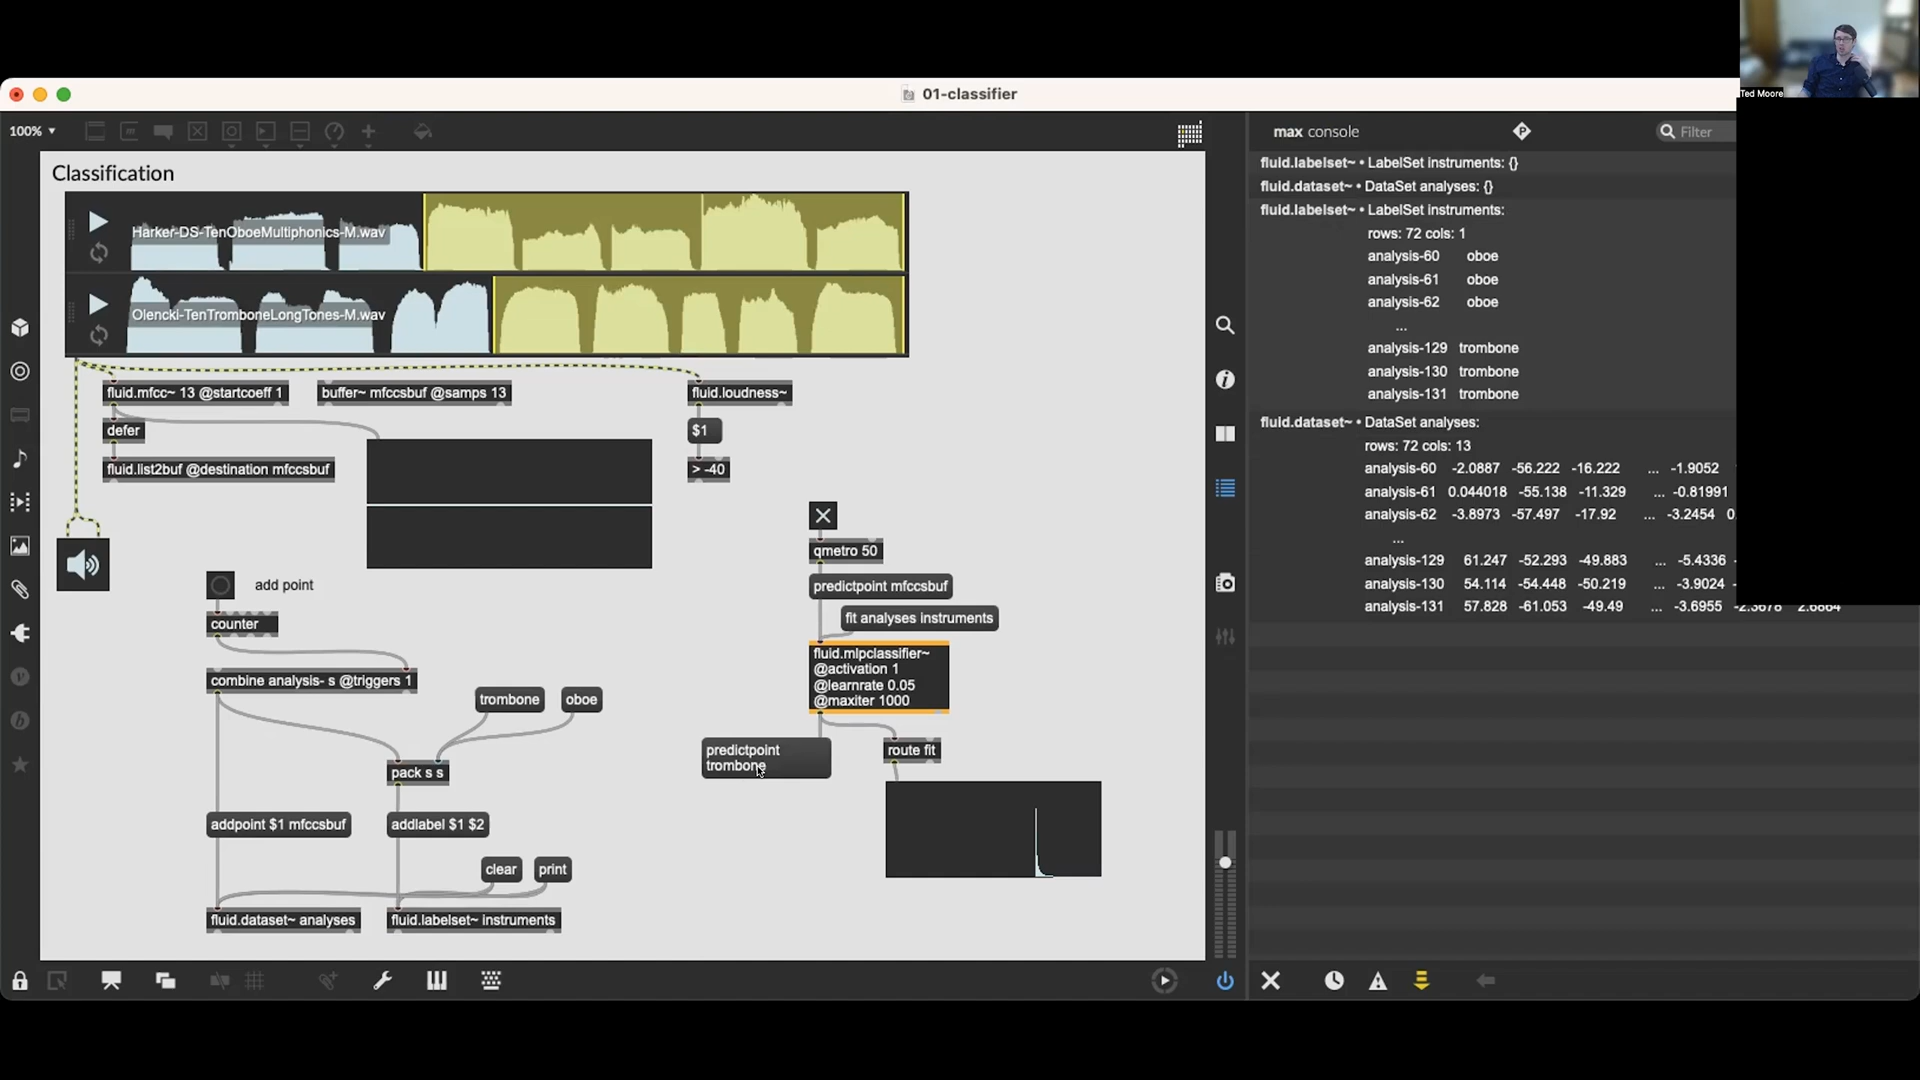 Ted Moore
01-classifier
100%
Classification
Harker-DS-TenOboeMultiphonics-M.wav
Olencki-TenTromboneLongTones-M.wav
fluid.mfcc~ 13 @startcoeff 1
buffer~ mfccsbuf @samps 13
fluid.loudness~
defer
$1
fluid.list2buf @destination mfccsbuf
> -40
qmetro 50
add point
predictpoint mfccsbuf
counter
fit analyses instruments
fluid.mlpclassifier~
@activation 1
@learnrate 0.05
@maxiter 1000
combine analysis- s @triggers 1
trombone
oboe
predictpoint
trombone
route fit
pack s s
addpoint $1 mfccsbuf
addlabel $1 $2
clear
print
fluid.dataset~ analyses
fluid.labelset~ instruments
max console
Filter
fluid.labelset~ • LabelSet instruments: {}
fluid.dataset~ • DataSet analyses: {}
fluid.labelset~ • LabelSet instruments:
rows: 72 cols: 1
analysis-60 oboe
analysis-61 oboe
analysis-62 oboe
...
analysis-129 trombone
analysis-130 trombone
analysis-131 trombone
fluid.dataset~ • DataSet analyses:
rows: 72 cols: 13
analysis-60 -2.0887 -56.222 -16.222 ... -1.9052
analysis-61 0.044018 -55.138 -11.329 ... -0.81991
analysis-62 -3.8973 -57.497 -17.92 ... -3.2454 0.
...
analysis-129 61.247 -52.293 -49.883 ... -5.4336
analysis-130 54.114 -54.448 -50.219 ... -3.9024
analysis-131 57.828 -61.053 -49.49 ... -3.6955 -2.3678 2.6864